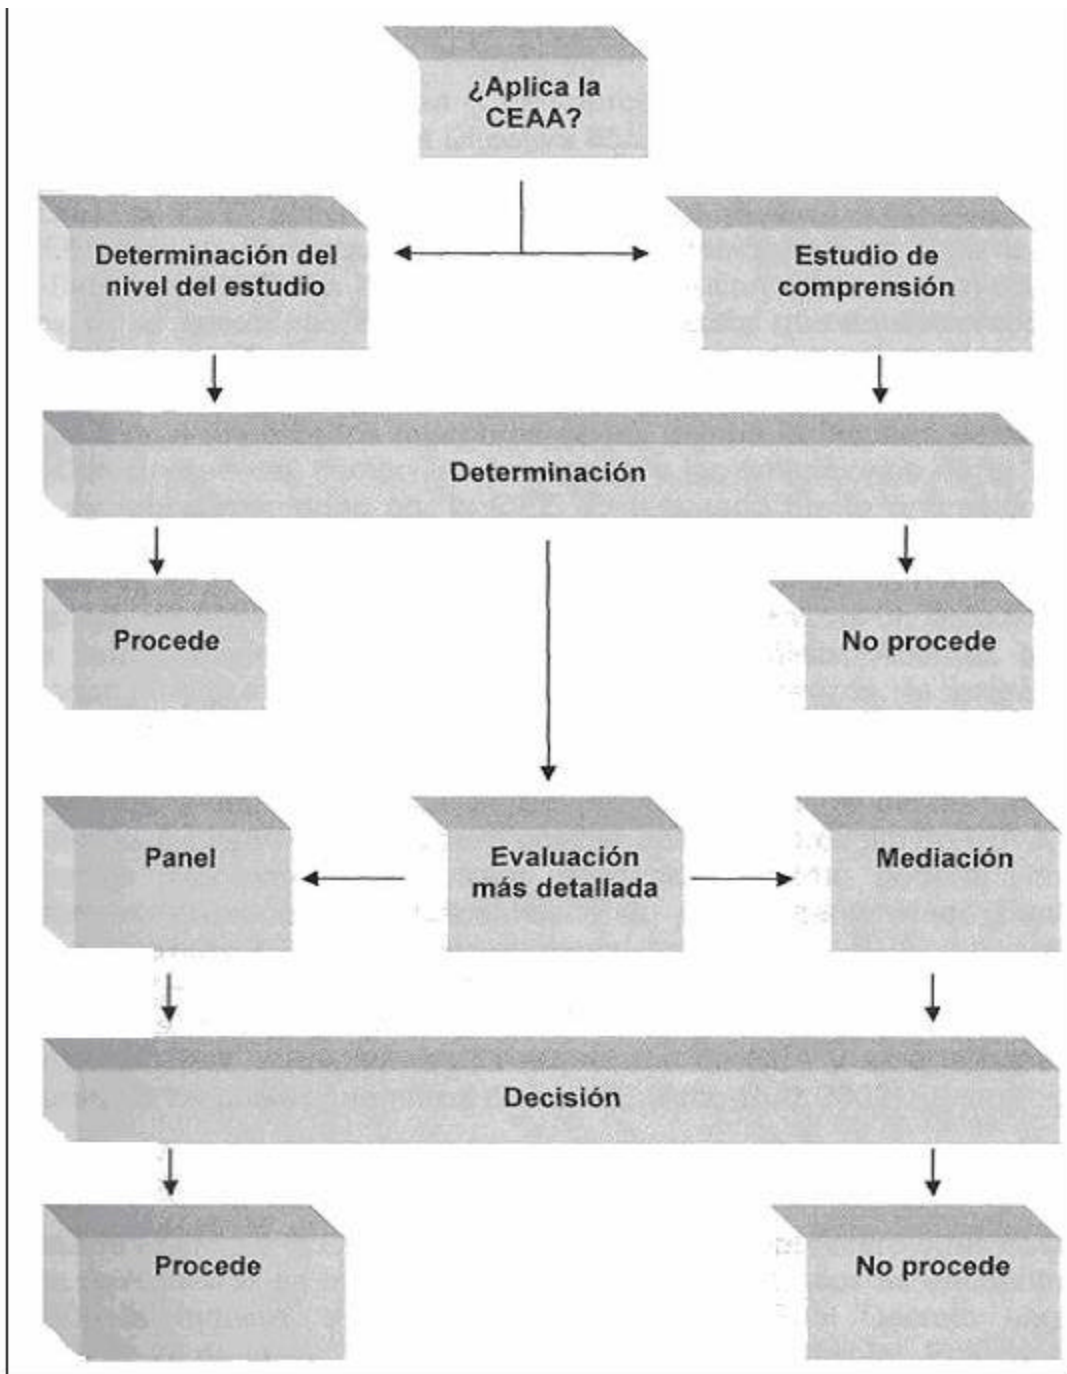 ¿Aplica la
CEAA?
Determinación del
nivel del estudio
Estudio de
comprensión
Determinación
Procede
No procede
Panel
Evaluación
más detallada
Mediación
Decisión
Procede
No procede